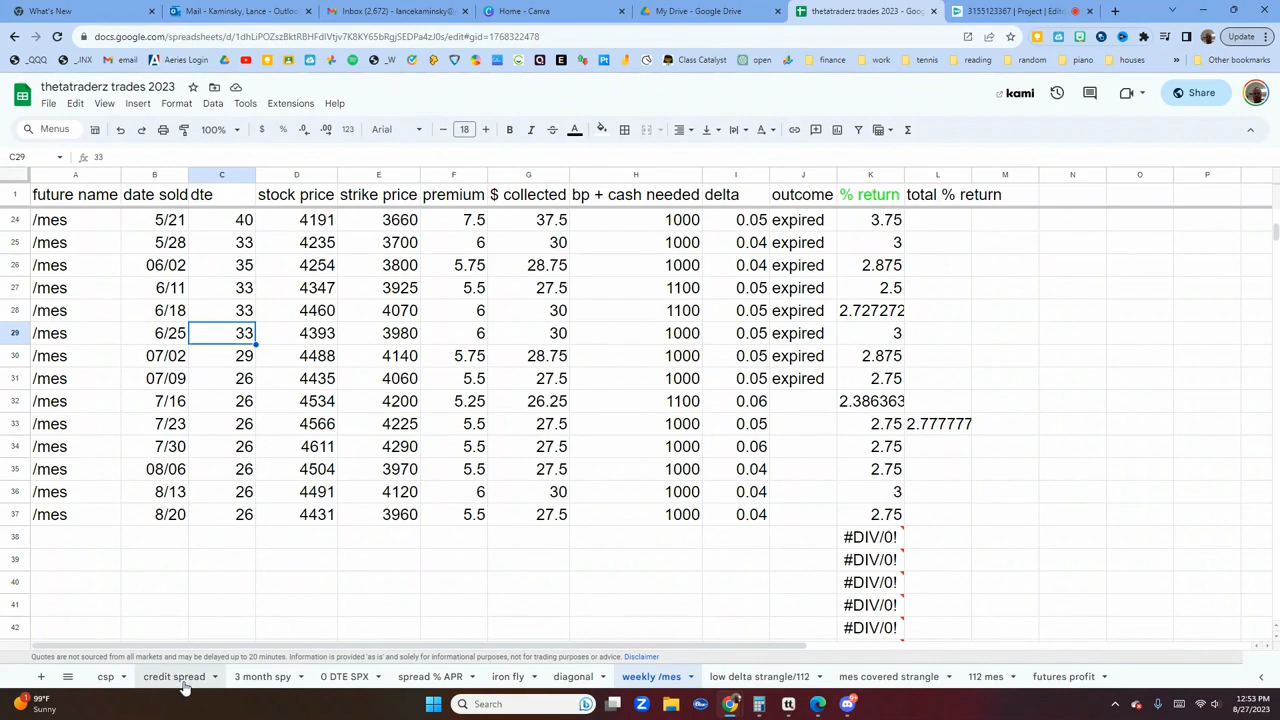 What's New Mail - Kaminsky, Lance - Outloo Inbox (2,672) - lancekaminsky@ Home - Canva My Drive - Google Drive thetatraderz trades 2023 - Goo 3155123367 | Project | Edit
docs.google.com/spreadsheets/d/1dhLiPOZszBktRBHFdIVtjv7K8KY65bRgjSEDPa4zJ0s/edit#gid=1768322478 Update
_QQQ _INX email Aeries Login _W Class Catalyst open finance work tennis reading random piano houses Other bookmarks
thetatraderz trades 2023
File Edit View Insert Format Data Tools Extensions Help kami Share
Menus 100% $ % .0 .00 123 Arial 18 B I A
C29 fx 33
A B C D E F G H I J K L M N O P
1 future name date sold dte stock price strike price premium $ collected bp + cash needed delta outcome % return total % return
24 /mes 5/21 40 4191 3660 7.5 37.5 1000 0.05 expired 3.75
25 /mes 5/28 33 4235 3700 6 30 1000 0.04 expired 3
26 /mes 06/02 35 4254 3800 5.75 28.75 1000 0.04 expired 2.875
27 /mes 6/11 33 4347 3925 5.5 27.5 1100 0.05 expired 2.5
28 /mes 6/18 33 4460 4070 6 30 1100 0.05 expired 2.727272
29 /mes 6/25 33 4393 3980 6 30 1000 0.05 expired 3
30 /mes 07/02 29 4488 4140 5.75 28.75 1000 0.05 expired 2.875
31 /mes 07/09 26 4435 4060 5.5 27.5 1000 0.05 expired 2.75
32 /mes 7/16 26 4534 4200 5.25 26.25 1100 0.06 2.386363
33 /mes 7/23 26 4566 4225 5.5 27.5 1000 0.05 2.75 2.777777
34 /mes 7/30 26 4611 4290 5.5 27.5 1000 0.06 2.75
35 /mes 08/06 26 4504 3970 5.5 27.5 1000 0.04 2.75
36 /mes 8/13 26 4491 4120 6 30 1000 0.04 3
37 /mes 8/20 26 4431 3960 5.5 27.5 1000 0.04 2.75
38 #DIV/0!
39 #DIV/0!
40 #DIV/0!
41 #DIV/0!
42 #DIV/0!
Quotes are not sourced from all markets and may be delayed up to 20 minutes. Information is provided 'as is' and solely for informational purposes, not for trading purposes or advice. Disclaimer
csp credit spread 3 month spy 0 DTE SPX spread % APR iron fly diagonal weekly /mes low delta strangle/112 mes covered strangle 112 mes futures profit
99°F
Sunny
Search
12:53 PM
8/27/2023